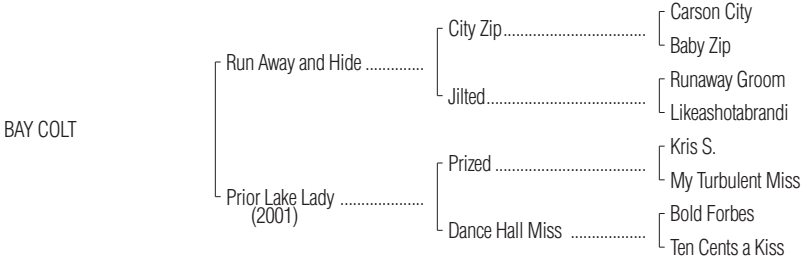 Carson City
City Zip..................................
Baby Zip
Run Away and Hide ..............
Runaway Groom
Jilted......................................
Likeashotabrandi
BAY COLT
Kris S.
Prized ....................................
My Turbulent Miss
Prior Lake Lady ....................
(2001)
Bold Forbes
Dance Hall Miss ..................
Ten Cents a Kiss